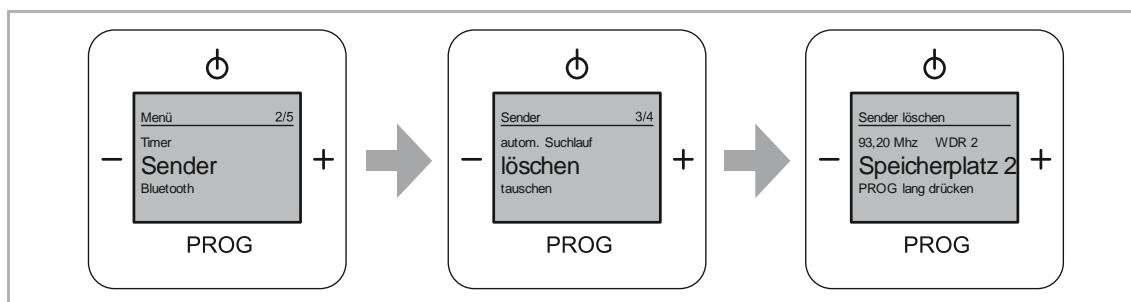 Menü 2/5
Timer
− Sender +
Bluetooth
PROG
Sender 3/4
autom. Suchlauf
− löschen +
tauschen
PROG
Sender löschen
93,20 Mhz WDR 2
− Speicherplatz 2 +
PROG lang drücken
PROG